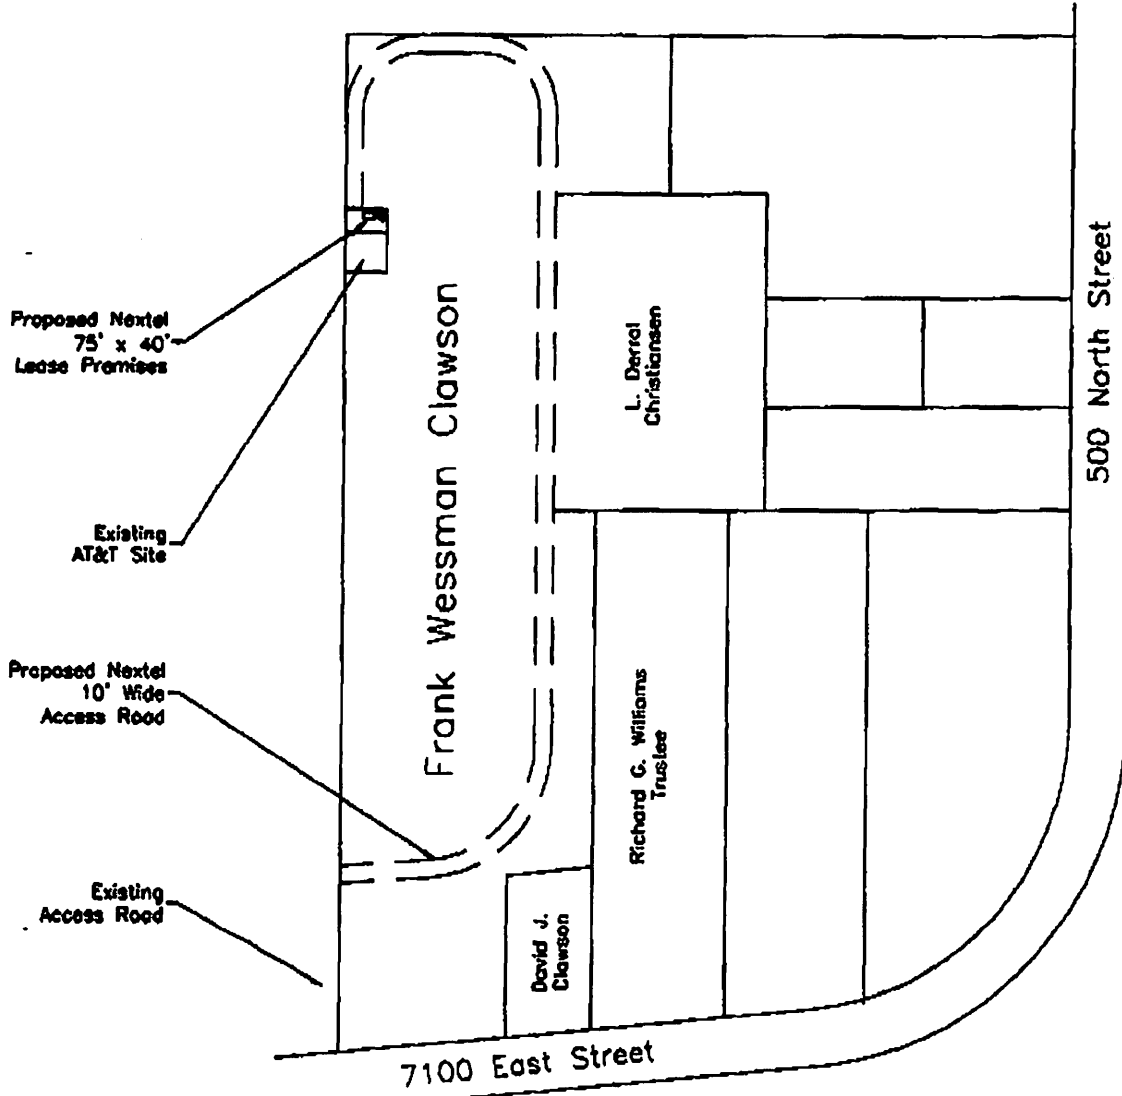 Proposed Nextel
75' x 40'
Lease Premises
Existing
AT&T Site
Proposed Nextel
10' Wide
Access Road
Existing
Access Road
Frank Wessman Clawson
L. Derral
Christiansen
Richard G. Williams
Trustee
David J.
Clawson
500 North Street
7100 East Street